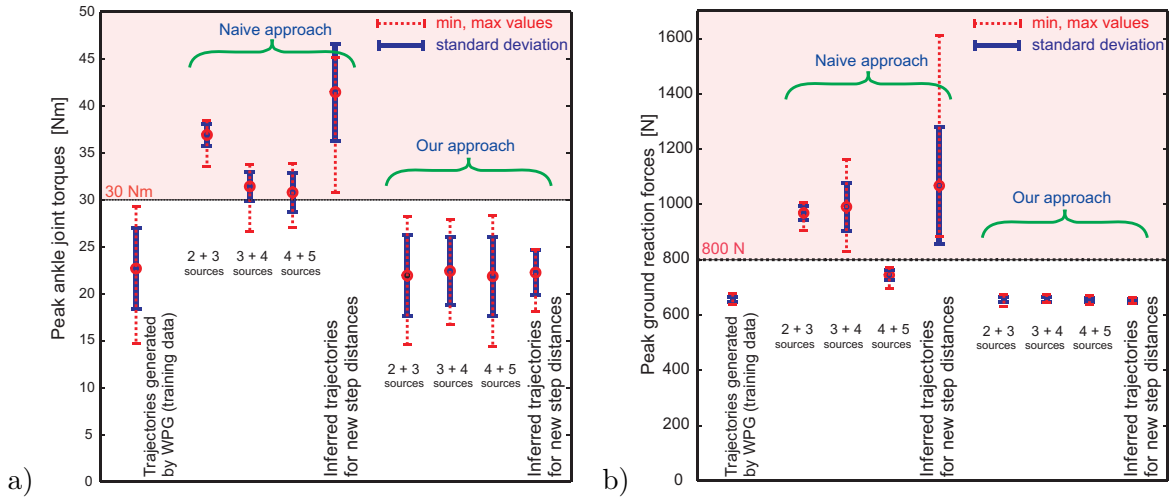 min, max values
standard deviation
Naive approach
Our approach
Peak ankle joint torques [Nm]
50
45
40
35
30
25
20
15
10
5
0
30 Nm
2 + 3
sources
3 + 4
sources
4 + 5
sources
2 + 3
sources
3 + 4
sources
4 + 5
sources
Trajectories generated
by WPG (training data)
Inferred trajectories
for new step distances
Inferred trajectories
for new step distances
a)
min, max values
standard deviation
Naive approach
Our approach
Peak ground reaction forces [N]
1600
1400
1200
1000
800
600
400
200
0
800 N
2 + 3
sources
3 + 4
sources
4 + 5
sources
2 + 3
sources
3 + 4
sources
4 + 5
sources
Trajectories generated
by WPG (training data)
Inferred trajectories
for new step distances
Inferred trajectories
for new step distances
b)